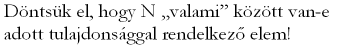 Döntsük el, hogy N „valami” között van-e
adott tulajdonsággal rendelkező elem!